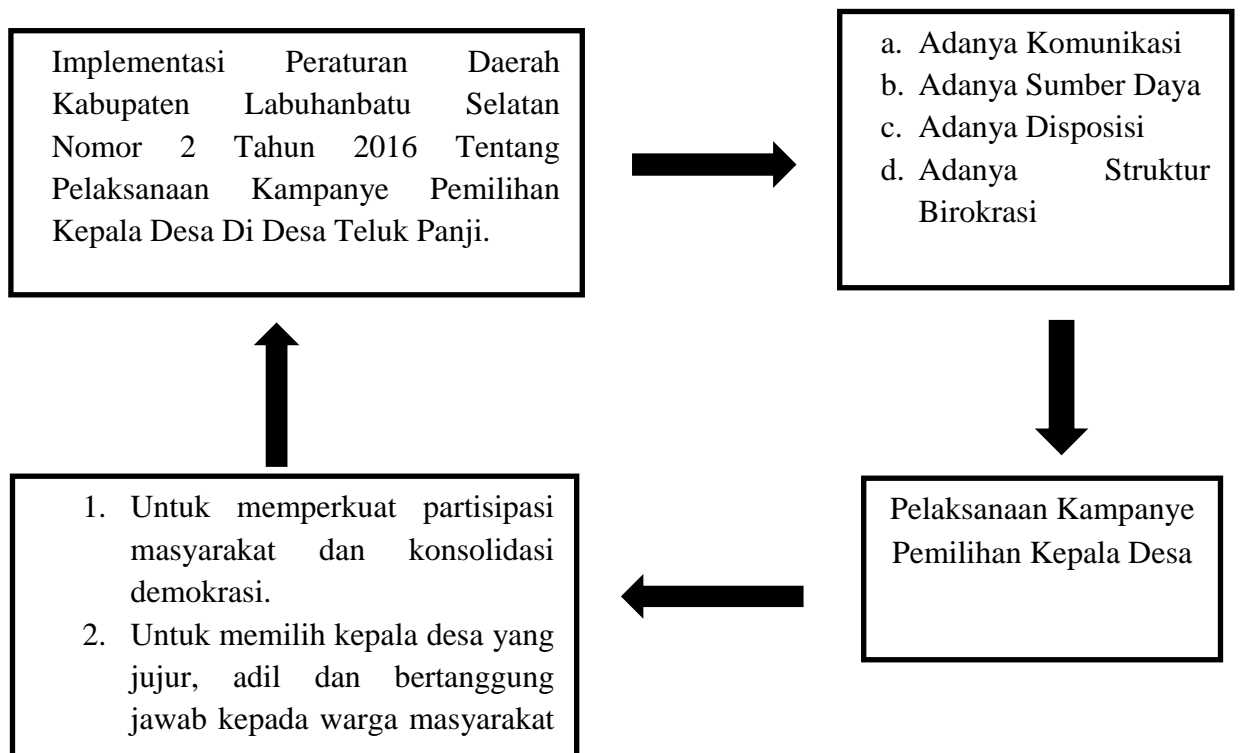 Implementasi Peraturan Daerah
Kabupaten Labuhanbatu Selatan
Nomor 2 Tahun 2016 Tentang
Pelaksanaan Kampanye Pemilihan
Kepala Desa Di Desa Teluk Panji.
a. Adanya Komunikasi
b. Adanya Sumber Daya
c. Adanya Disposisi
d. Adanya Struktur
Birokrasi
1. Untuk memperkuat partisipasi
masyarakat dan konsolidasi
demokrasi.
2. Untuk memilih kepala desa yang
jujur, adil dan bertanggung
jawab kepada warga masyarakat
Pelaksanaan Kampanye
Pemilihan Kepala Desa